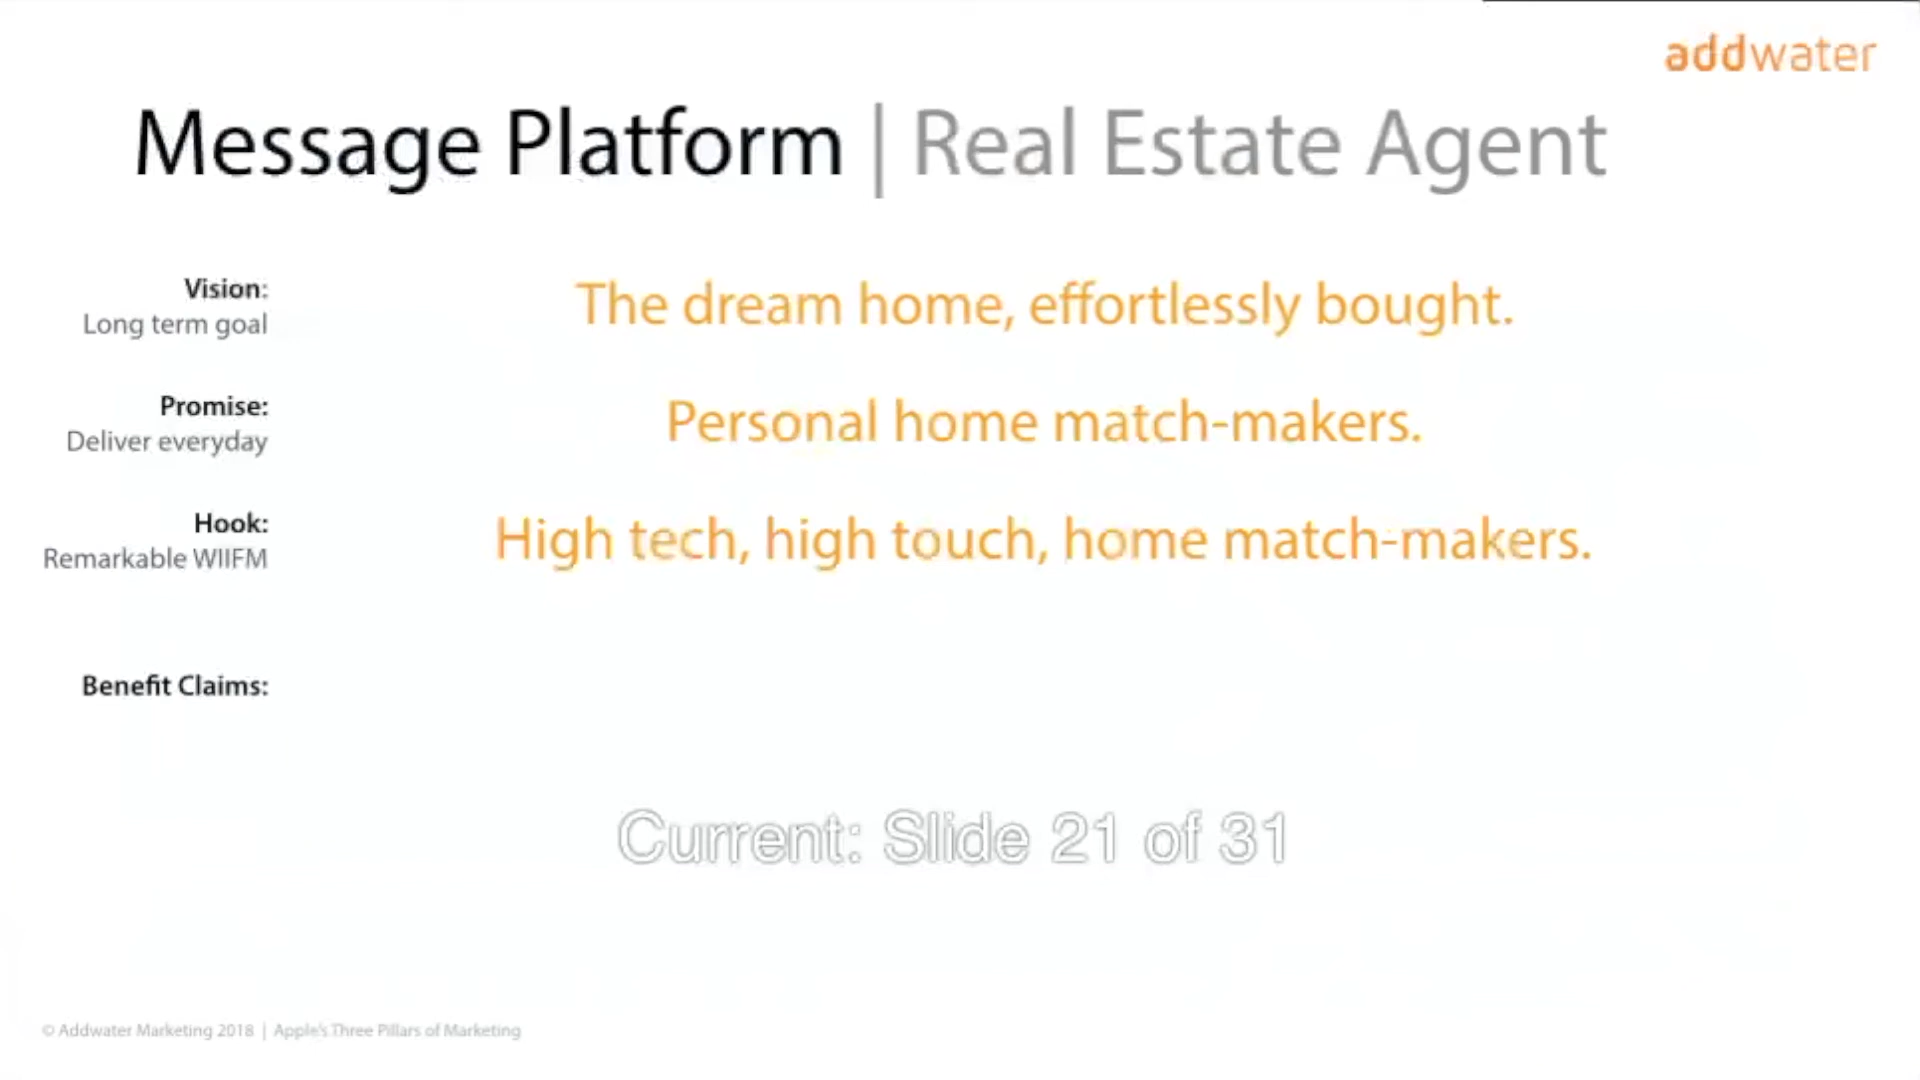 addwater
Message Platform | Real Estate Agent
Vision:
Long term goal
The dream home, effortlessly bought.
Promise:
Deliver everyday
Personal home match-makers.
Hook:
Remarkable WIIFM
High tech, high touch, home match-makers.
Benefit Claims:
Current: Slide 21 of 31
© Addwater Marketing 2018 | Apple's Three Pillars of Marketing